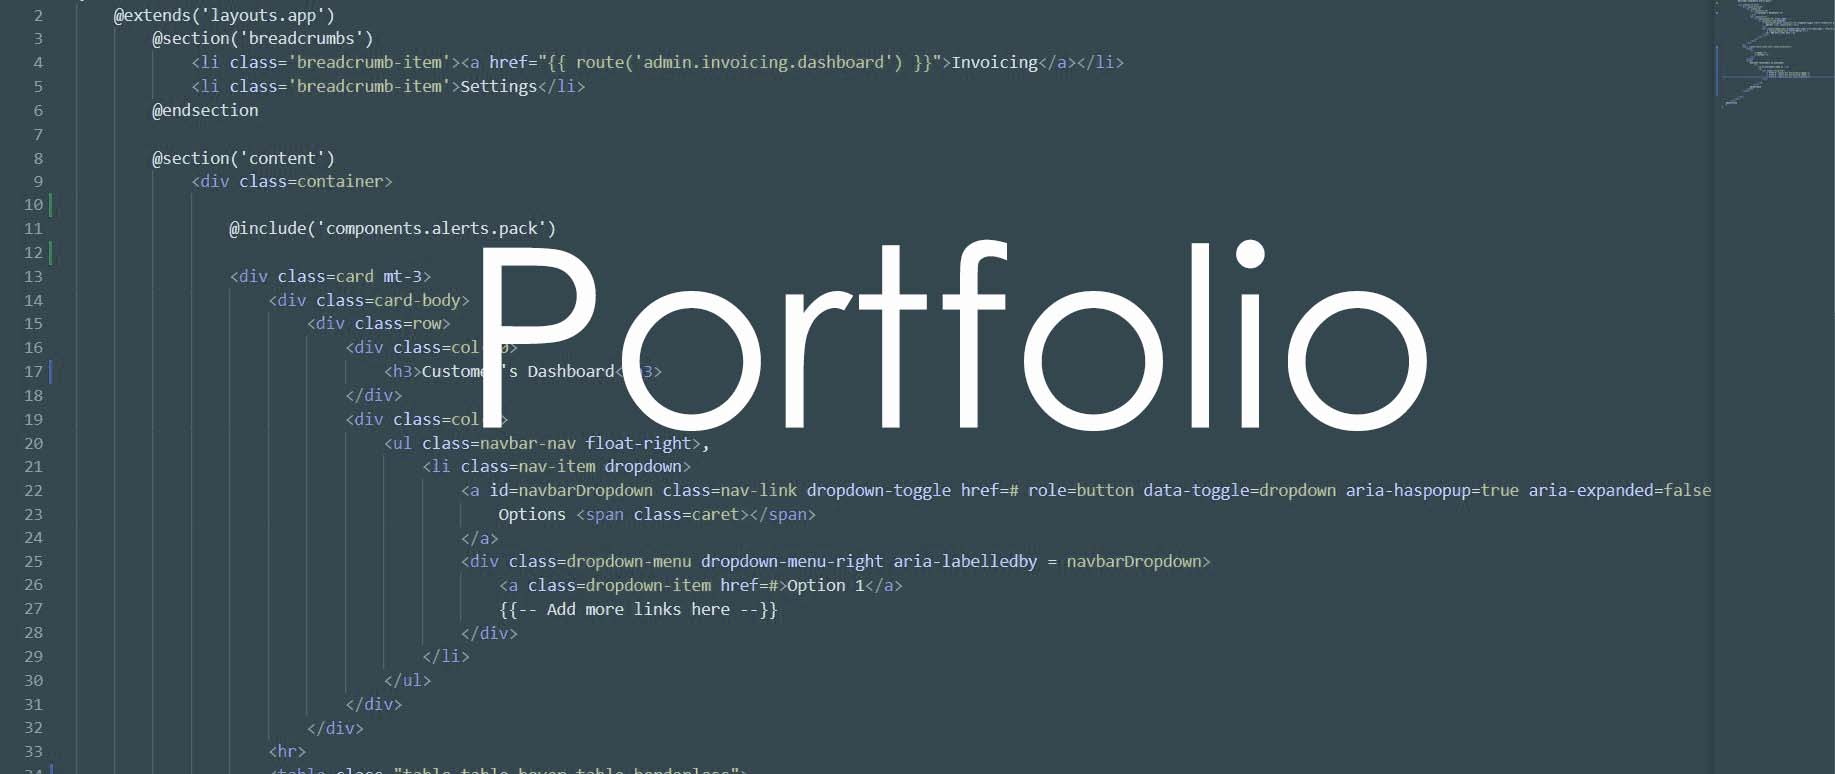 2 @extends('layouts.app')
3 @section('breadcrumbs')
4 <li class='breadcrumb-item'><a href="{{ route('admin.invoicing.dashboard') }}">Invoicing</a></li>
5 <li class='breadcrumb-item'>Settings</li>
6 @endsection
7
8 @section('content')
9 <div class=container>
10
11 @include('components.alerts.pack')
12
Portfolio
13 <div class=card mt-3>
14 <div class=card-body>
15 <div class=row>
16 <div class=col 0>
17 <h3>Custome 's Dashboard< h3>
18 </div>
19 <div class=col >
20 <ul class=navbar-nav float-right>,
21 <li class=nav-item dropdown>
22 <a id=navbarDropdown class=nav-link dropdown-toggle href=# role=button data-toggle=dropdown aria-haspopup=true aria-expanded=false
23 Options <span class=caret></span>
24 </a>
25 <div class=dropdown-menu dropdown-menu-right aria-labelledby = navbarDropdown>
26 <a class=dropdown-item href=#>Option 1</a>
27 {{-- Add more links here --}}
28 </div>
29 </li>
30 </ul>
31 </div>
32 </div>
33 <hr>